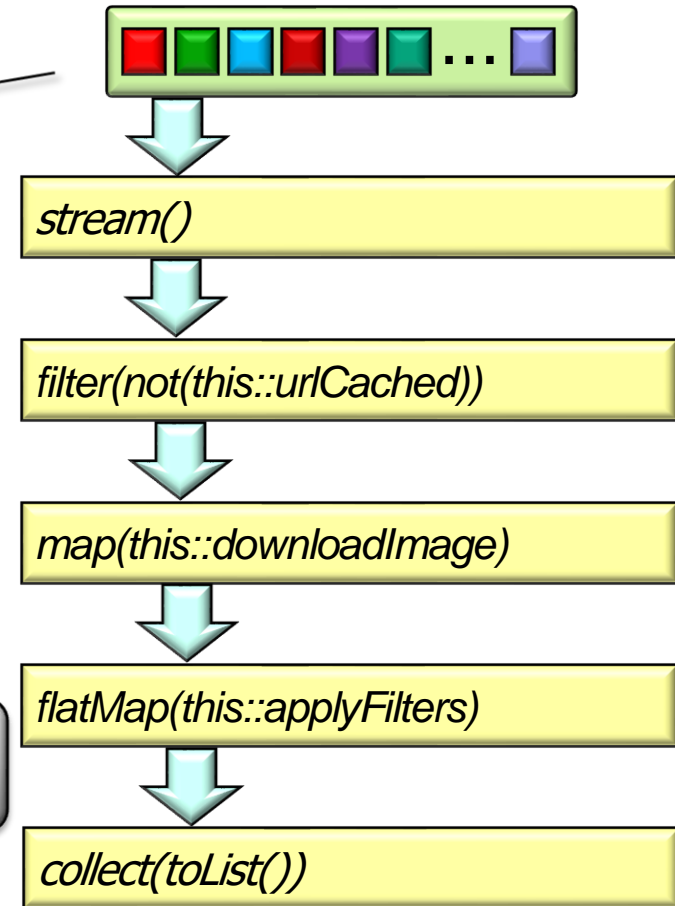 ...
stream()
filter(not(this::urlCached))
map(this::downloadImage)
flatMap(this::applyFilters)
collect(toList())